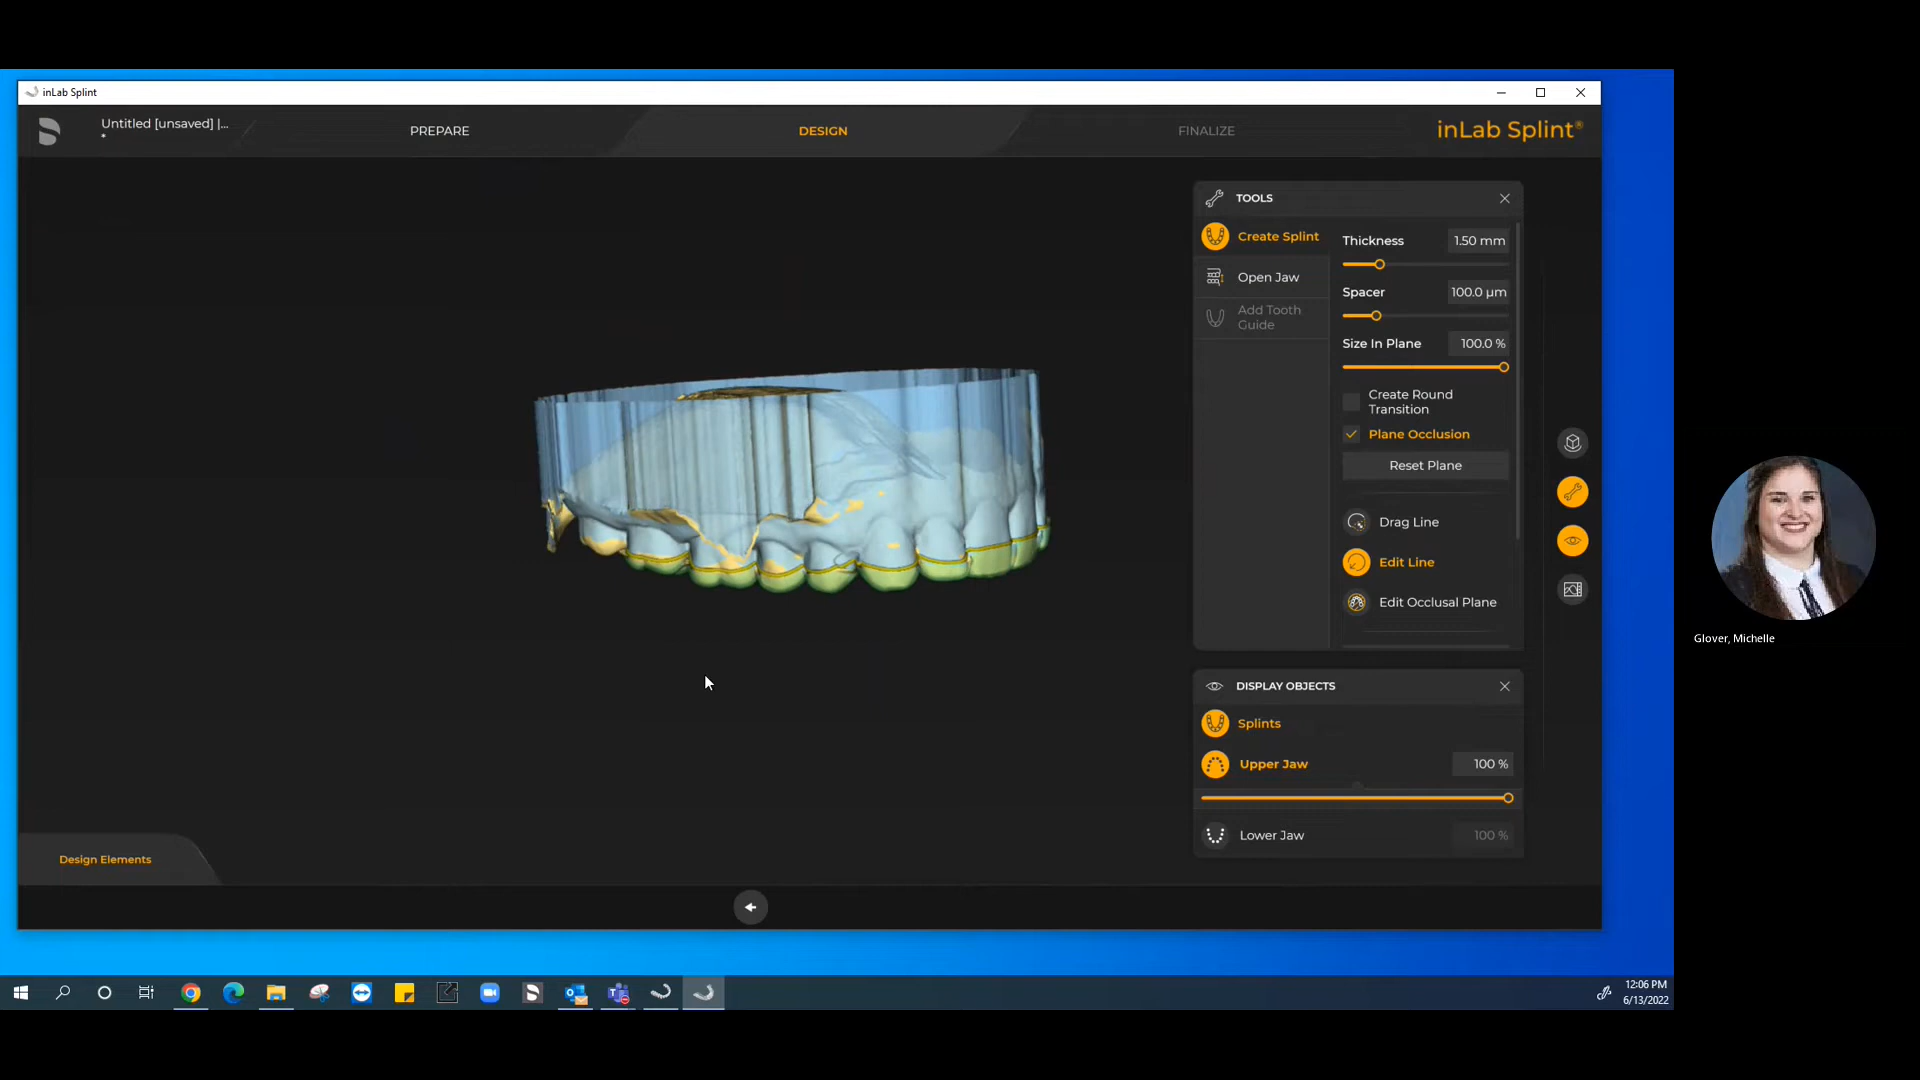 inLab Splint
Untitled [unsaved] |...
*
PREPARE
DESIGN
FINALIZE
inLab Splint®
TOOLS
Create Splint
Open Jaw
Add Tooth
Guide
Thickness 1.50 mm
Spacer 100.0 µm
Size In Plane 100.0 %
Create Round
Transition
Plane Occlusion
Reset Plane
Drag Line
Edit Line
Edit Occlusal Plane
DISPLAY OBJECTS
Splints
Upper Jaw 100 %
Lower Jaw 100 %
Design Elements
Glover, Michelle
12:06 PM
6/13/2022